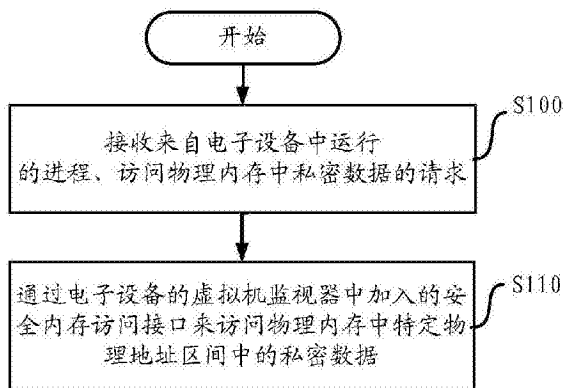 开始
S100
接收来自电子设备中运行
的进程、访问物理内存中私密数据的请求
S110
通过电子设备的虚拟机监视器中加入的安
全内存访问接口来访问物理内存中特定物
理地址区间中的私密数据